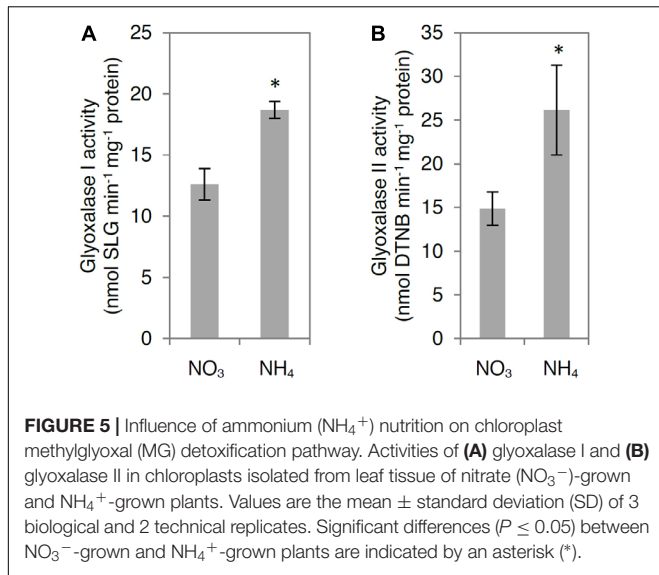 A
Glyoxalase I activity
(nmol SLG min⁻¹ mg⁻¹ protein)
25
20
15
10
5
0
*
NO₃ NH₄
B
Glyoxalase II activity
(nmol DTNB min⁻¹ mg⁻¹ protein)
35
30
25
20
15
10
5
0
*
NO₃ NH₄
FIGURE 5 | Influence of ammonium (NH₄⁺) nutrition on chloroplast
methylglyoxal (MG) detoxification pathway. Activities of (A) glyoxalase I and (B)
glyoxalase II in chloroplasts isolated from leaf tissue of nitrate (NO₃⁻)-grown
and NH₄⁺-grown plants. Values are the mean ± standard deviation (SD) of 3
biological and 2 technical replicates. Significant differences (P ≤ 0.05) between
NO₃⁻-grown and NH₄⁺-grown plants are indicated by an asterisk (*).